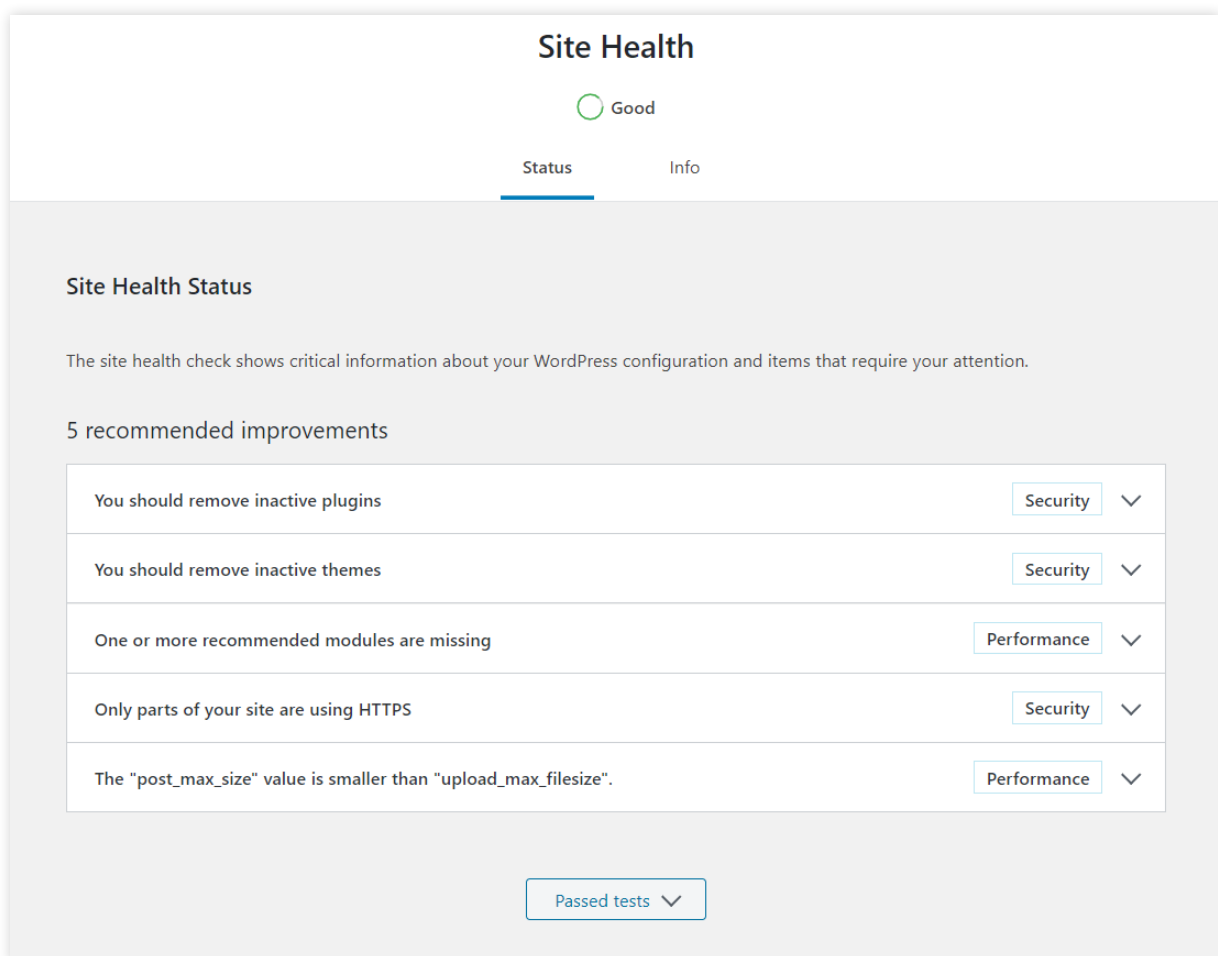 Site Health
Good
Status Info
Site Health Status
The site health check shows critical information about your WordPress configuration and items that require your attention.
5 recommended improvements
You should remove inactive plugins Security
You should remove inactive themes Security
One or more recommended modules are missing Performance
Only parts of your site are using HTTPS Security
The "post_max_size" value is smaller than "upload_max_filesize". Performance
Passed tests